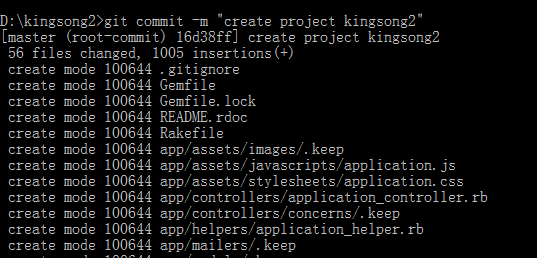 D:\kingsong2>git commit -m "create project kingsong2"
[master (root-commit) 16d38ff] create project kingsong2
 56 files changed, 1005 insertions(+)
 create mode 100644 .gitignore
 create mode 100644 Gemfile
 create mode 100644 Gemfile.lock
 create mode 100644 README.rdoc
 create mode 100644 Rakefile
 create mode 100644 app/assets/images/.keep
 create mode 100644 app/assets/javascripts/application.js
 create mode 100644 app/assets/stylesheets/application.css
 create mode 100644 app/controllers/application_controller.rb
 create mode 100644 app/controllers/concerns/.keep
 create mode 100644 app/helpers/application_helper.rb
 create mode 100644 app/mailers/.keep